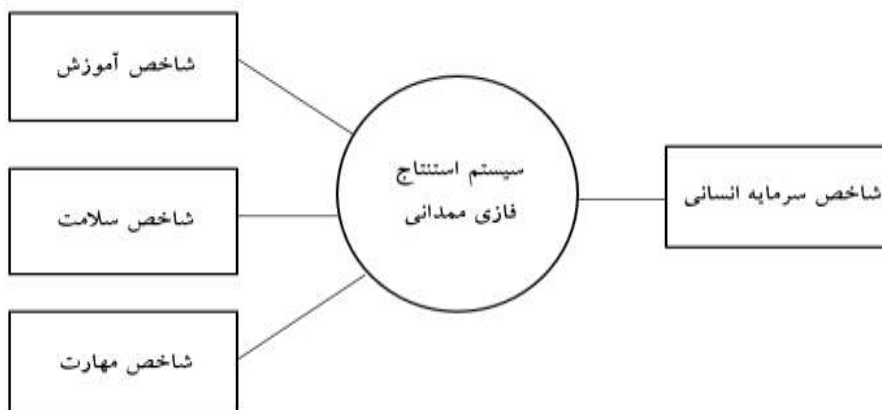 شاخص آموزش
شاخص سلامت
شاخص مهارت
سیستم استنتاج
فازی ممدانی
شاخص سرمایه انسانی